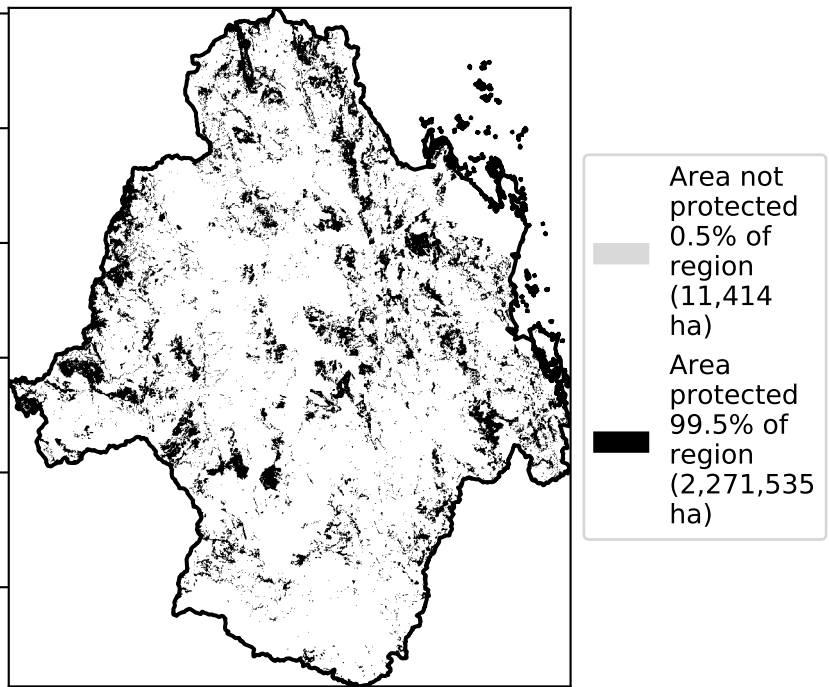 Area not
protected
0.5% of
region
(11,414
ha)
Area
protected
99.5% of
region
(2,271,535
ha)